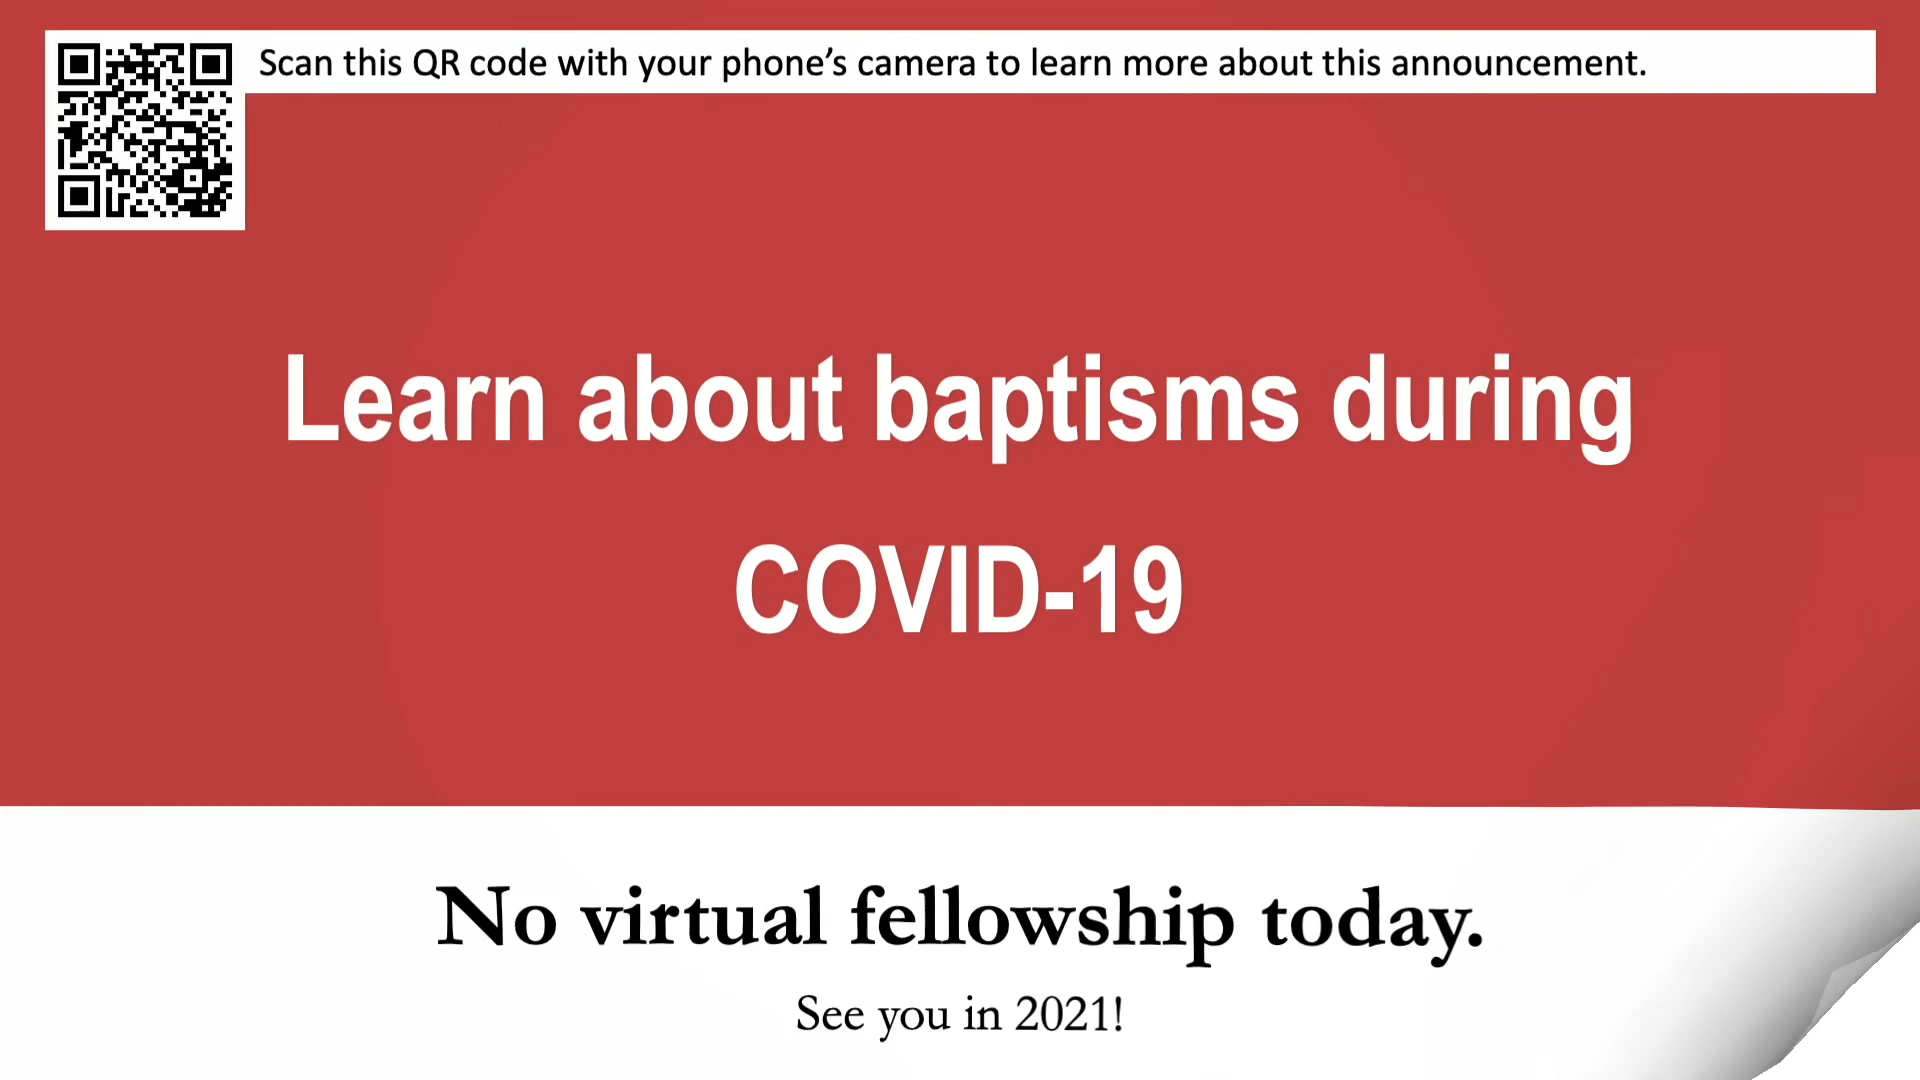 Scan this QR code with your phone’s camera to learn more about this announcement.
Learn about baptisms during
COVID-19
No virtual fellowship today.
See you in 2021!